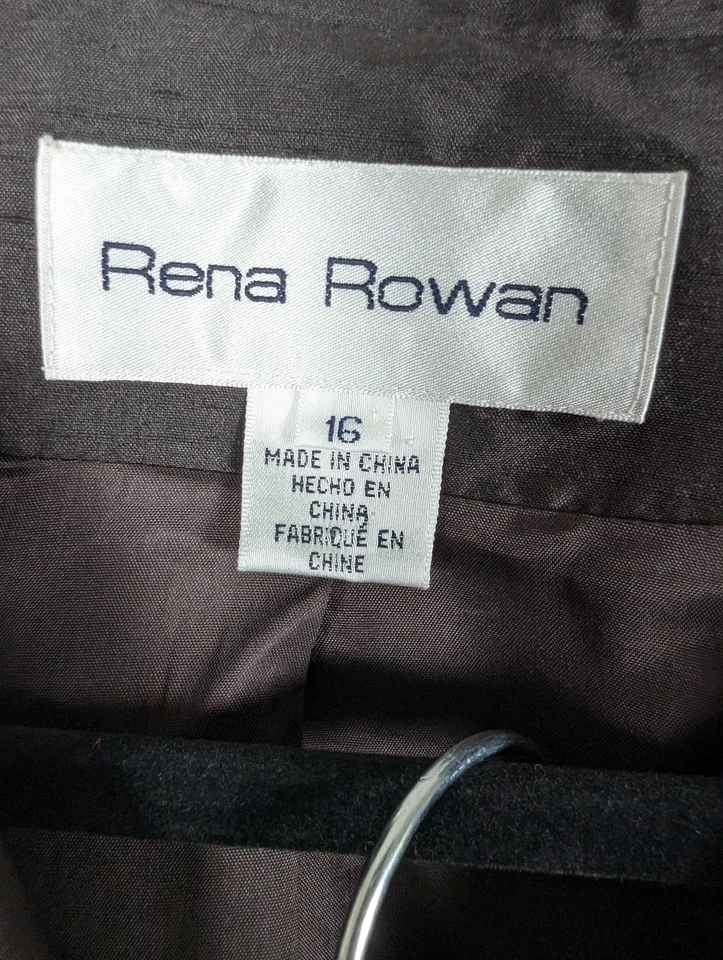 Rena Rowan
16
MADE IN CHINA
HECHO EN
CHINA
FABRIQUÉ EN
CHINE